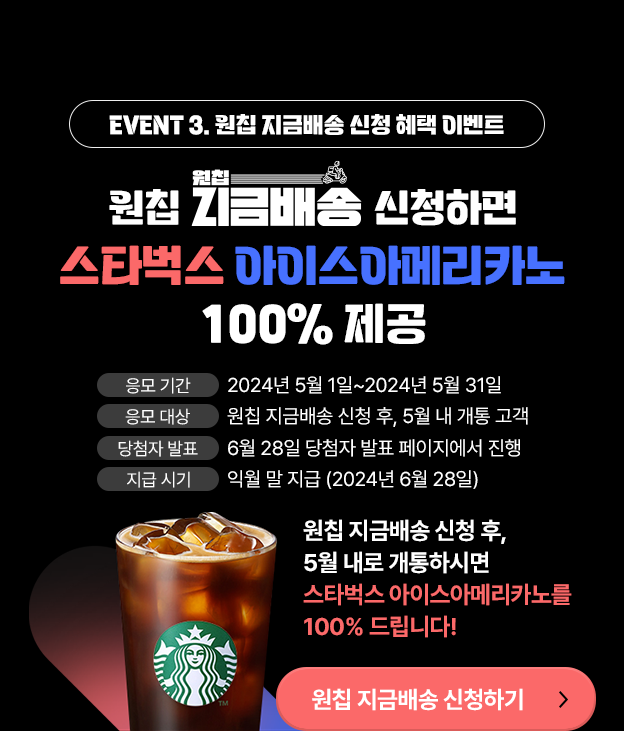 EVENT 3. 원칩 지금배송 신청 혜택 이벤트
원칩 원칩 지금배송 신청하면
스타벅스 아이스아메리카노
100% 제공
응모 기간 2024년 5월 1일~2024년 5월 31일
응모 대상 원칩 지금배송 신청 후, 5월 내 개통 고객
당첨자 발표 6월 28일 당첨자 발표 페이지에서 진행
지급 시기 익월 말 지급 (2024년 6월 28일)
원칩 지금배송 신청 후,
5월 내로 개통하시면
스타벅스 아이스아메리카노를
100% 드립니다!
TM
원칩 지금배송 신청하기